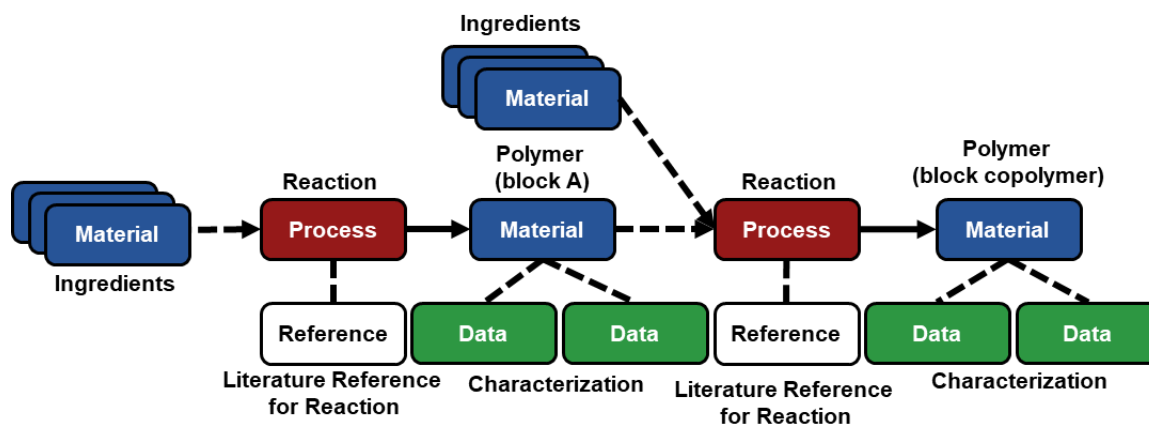 Ingredients
Material
Polymer
(block A)
Polymer
(block copolymer)
Reaction
Reaction
Material
Process
Material
Process
Material
Ingredients
Reference
Data
Data
Reference
Data
Data
Literature Reference
for Reaction
Characterization
Literature Reference
for Reaction
Characterization